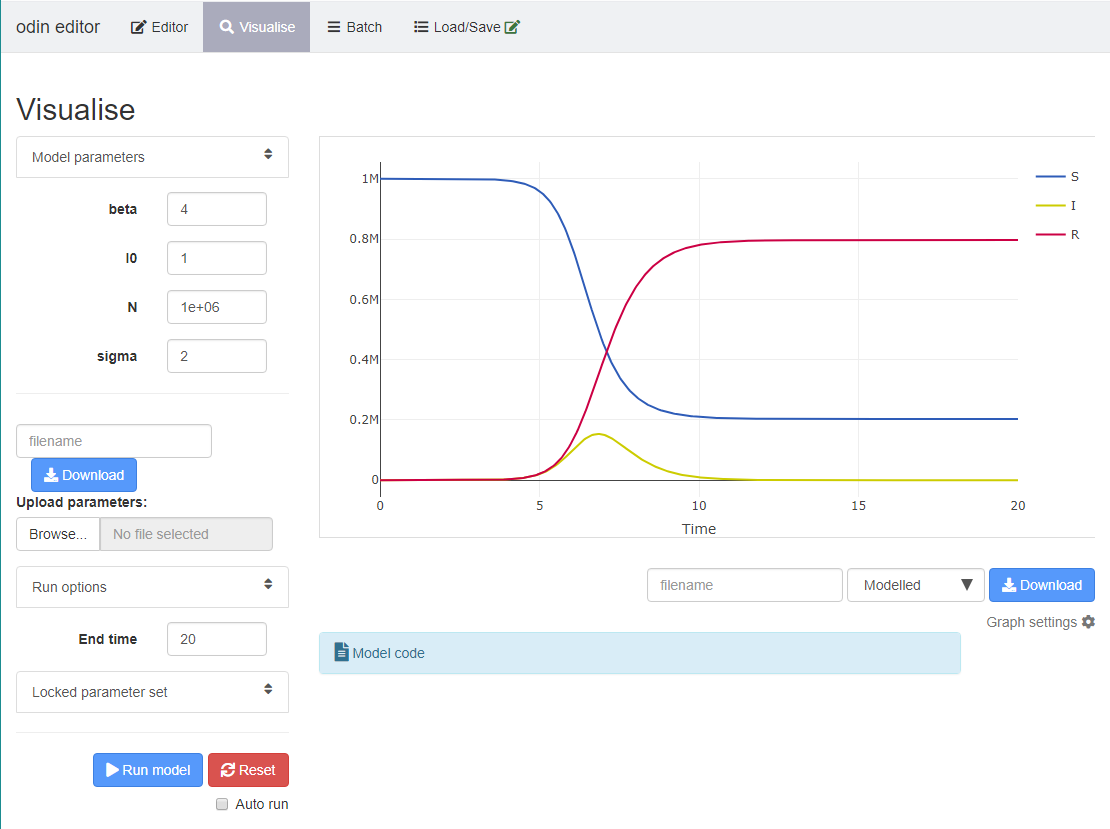 odin editor Editor Visualise Batch Load/Save
Visualise
Model parameters
beta 4
I0 1
N 1e+06
sigma 2
filename
Download
Upload parameters:
Browse... No file selected
Run options
End time 20
Locked parameter set
Run model Reset
Auto run
1M
0.8M
0.6M
0.4M
0.2M
0
0 5 10 15 20
Time
S
I
R
filename Modelled Download
Graph settings
Model code